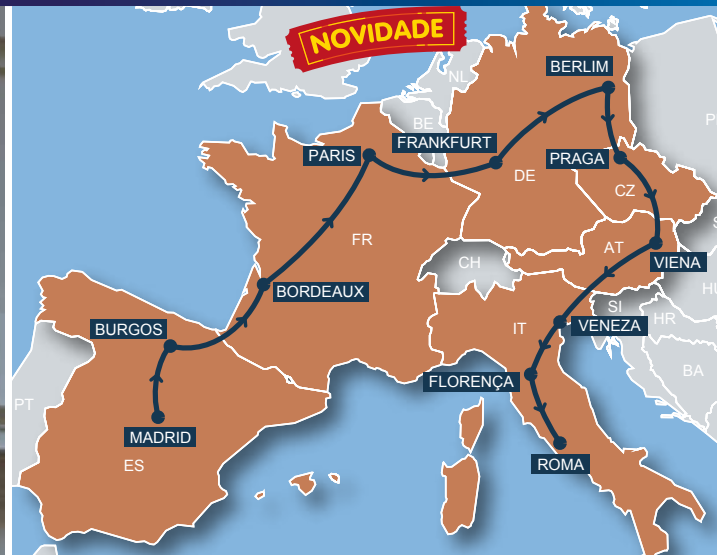 NOVIDADE
NL
BERLIM
BE
FRANKFURT
PARIS
PRAGA
DE
CZ
FR
AT
CH
VIENA
BORDEAUX
SI
HU
BURGOS
IT
VENEZA
HR
FLORENÇA
BA
PT
MADRID
ES
ROMA